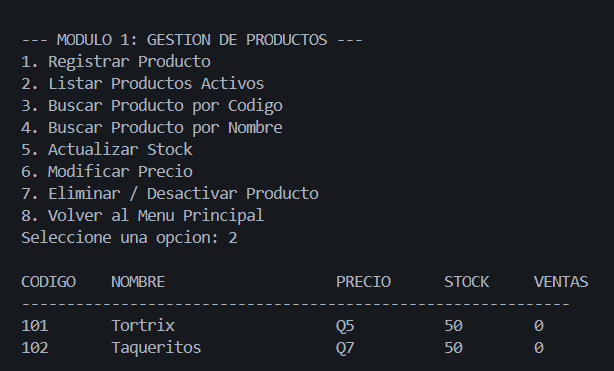 --- MODULO 1: GESTION DE PRODUCTOS ---
1. Registrar Producto
2. Listar Productos Activos
3. Buscar Producto por Codigo
4. Buscar Producto por Nombre
5. Actualizar Stock
6. Modificar Precio
7. Eliminar / Desactivar Producto
8. Volver al Menu Principal
Seleccione una opcion: 2
CODIGO    NOMBRE                   PRECIO      STOCK     VENTAS
-------------------------------------------------------------
101       Tortrix                  Q5          50        0
102       Taqueritos               Q7          50        0